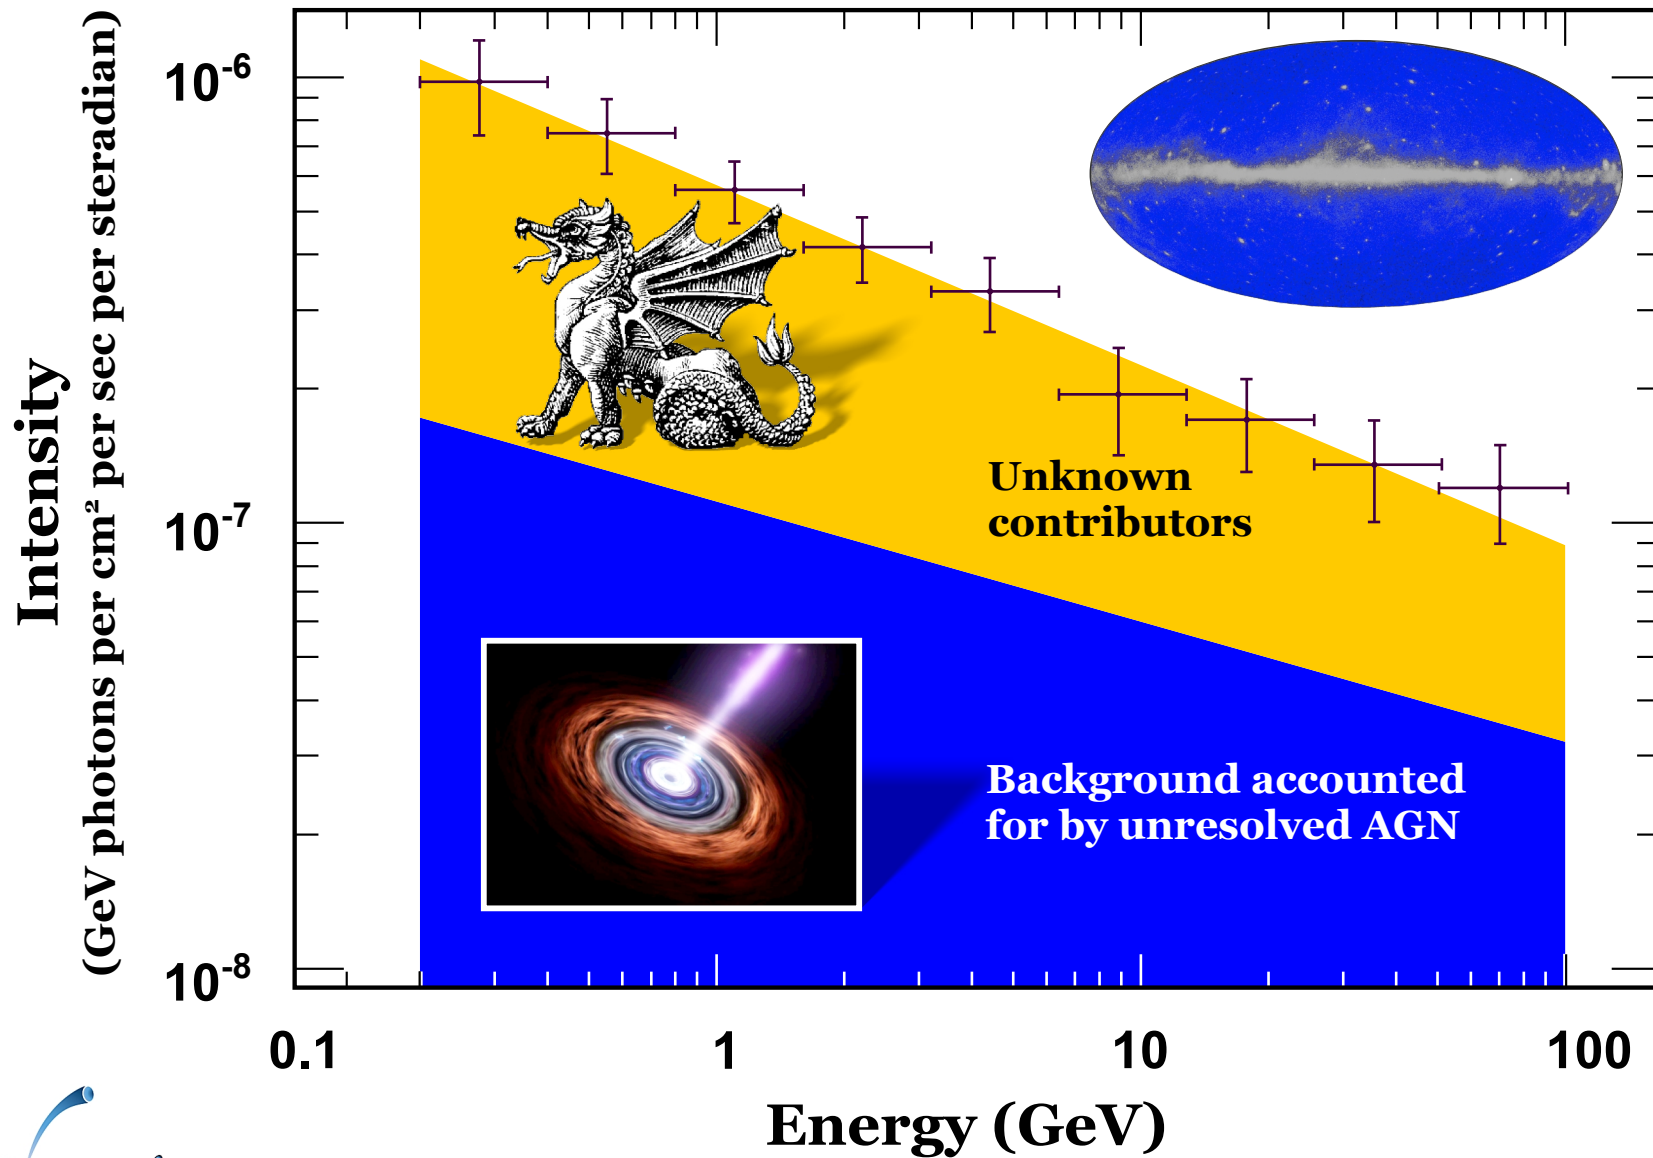 Intensity
(GeV photons per cm² per sec per steradian)
10⁻⁶
10⁻⁷
10⁻⁸
Unknown
contributors
Background accounted
for by unresolved AGN
0.1 1 10 100
Energy (GeV)